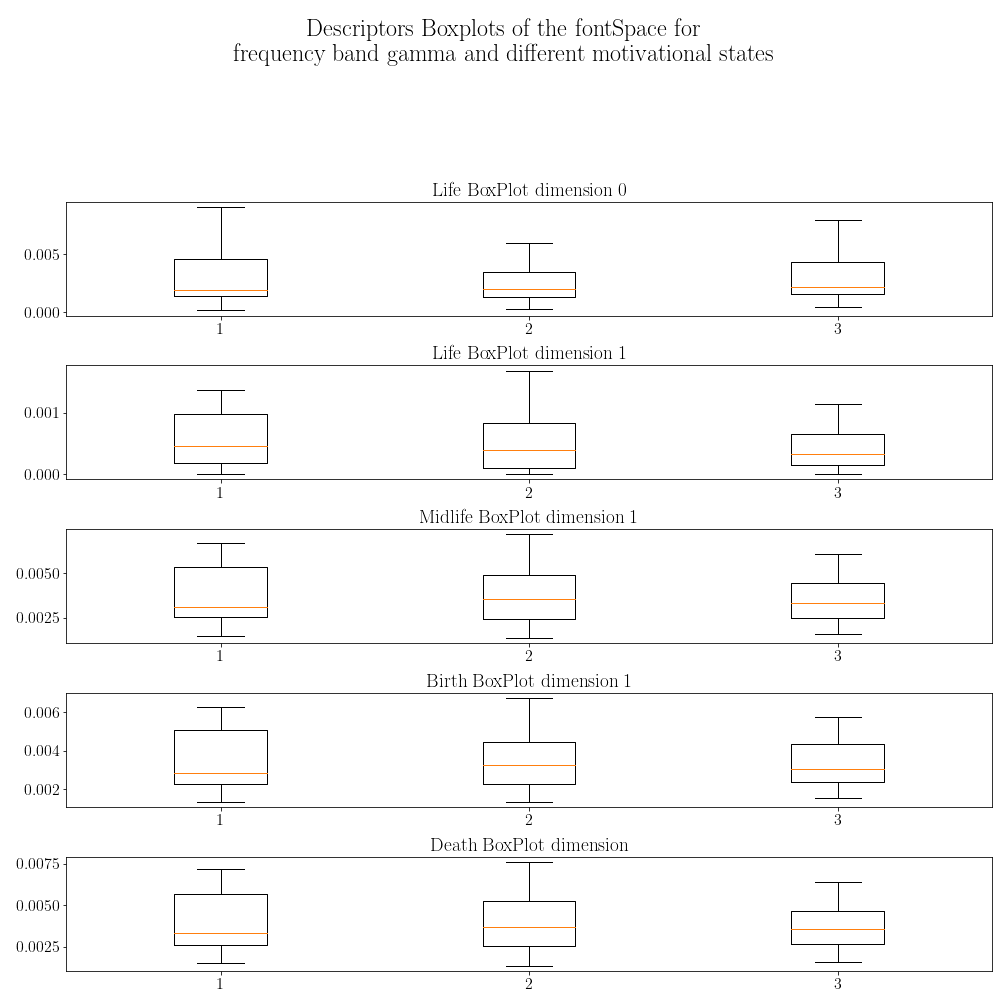 Descriptors Boxplots of the fontSpace for
frequency band gamma and different motivational states
Life BoxPlot dimension 0
0.005
0.000
1 2 3
Life BoxPlot dimension 1
0.001
0.000
1 2 3
Midlife BoxPlot dimension 1
0.0050
0.0025
1 2 3
Birth BoxPlot dimension 1
0.006
0.004
0.002
1 2 3
Death BoxPlot dimension
0.0075
0.0050
0.0025
1 2 3